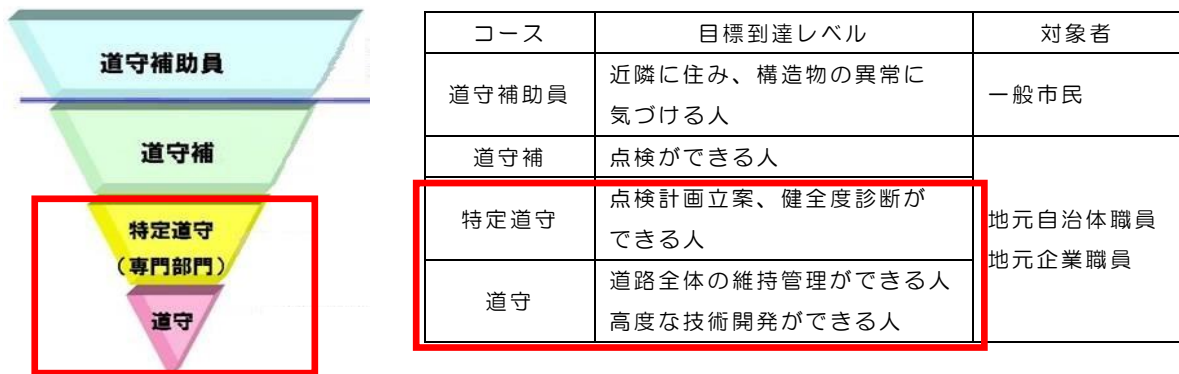 道守補助員
道守補
特定道守
（専門部門）
道守
コース
目標到達レベル
対象者
道守補助員
近隣に住み、構造物の異常に
気づける人
一般市民
道守補
点検ができる人
特定道守
点検計画立案、健全度診断が
できる人
地元自治体職員
地元企業職員
道守
道路全体の維持管理ができる人
高度な技術開発ができる人